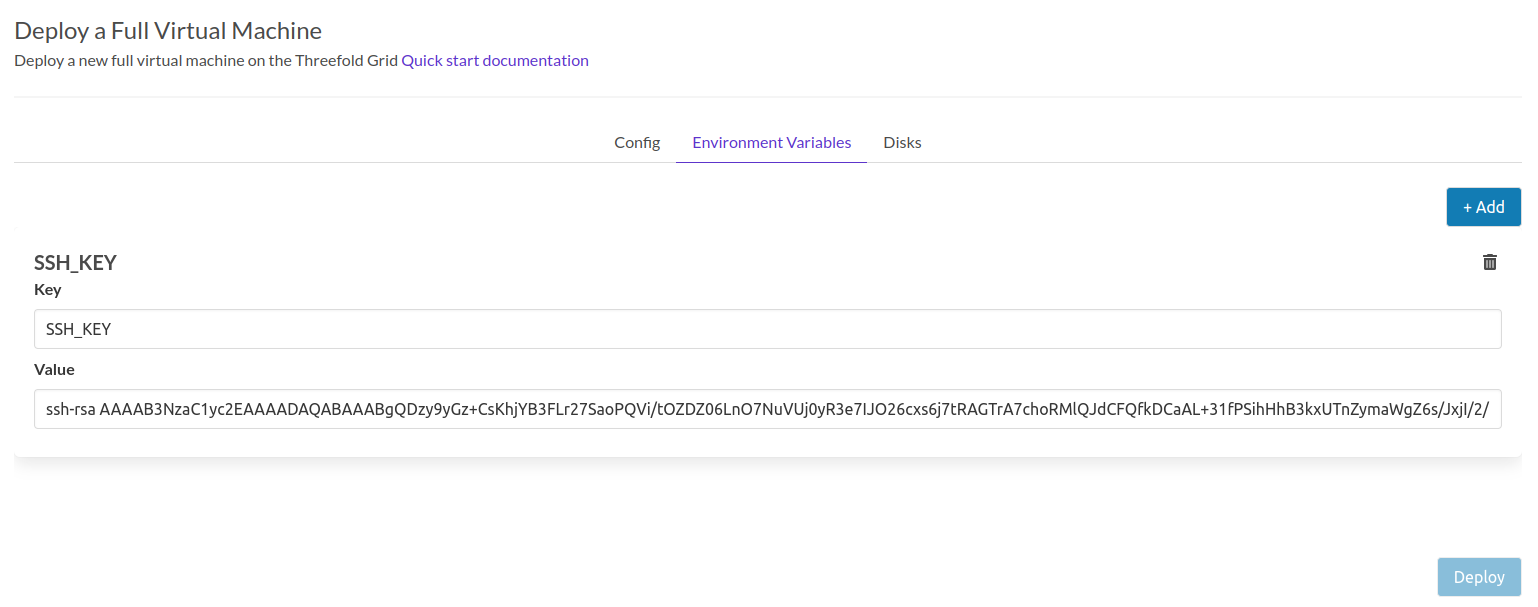 Deploy a Full Virtual Machine
Deploy a new full virtual machine on the Threefold Grid Quick start documentation
Config Environment Variables Disks
+ Add
SSH_KEY
Key
SSH_KEY
Value
ssh-rsa AAAAB3NzaC1yc2EAAAADAQABAAABgQDzy9yGz+CsKhjYB3FLr27SaoPQVi/tOZDZ06LnO7NuVUj0yR3e7IJO26cxs6j7tRAGTrA7choRMlQJdCFQfkDCaAL+31fPSihHhB3kxUTnZymaWgZ6s/JxjI/2/
Deploy